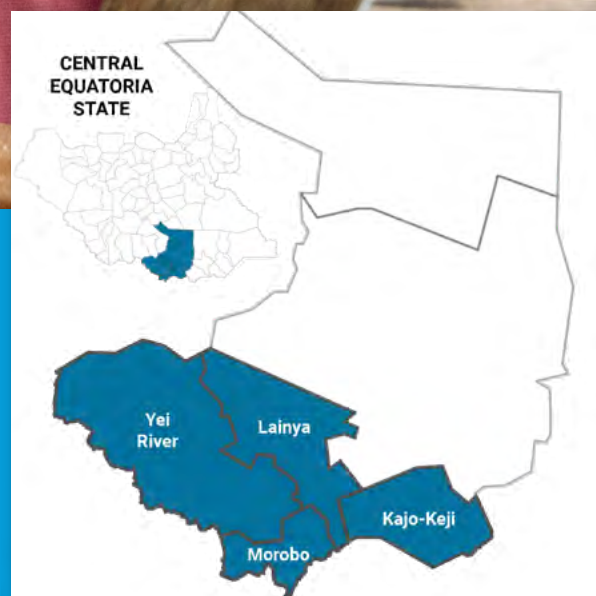 CENTRAL
EQUATORIA
STATE
Yei
River
Lainya
Kajo-Keji
Morobo